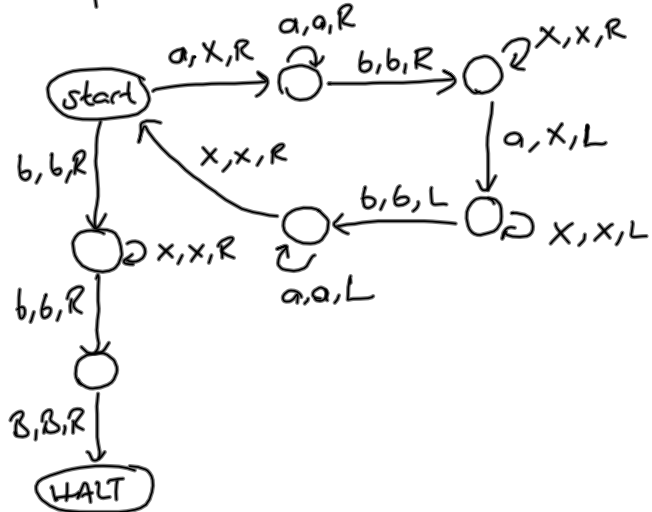 a,a,R
a,X,R
b,b,R
X,X,R
start
a,X,L
b,b,R
X,X,R
b,b,L
X,X,L
X,X,R
a,a,L
b,b,R
B,B,R
HALT